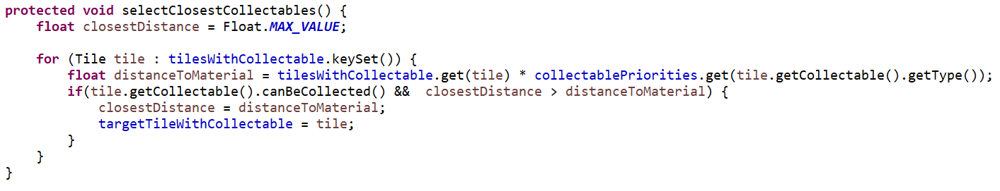 protected void selectClosestCollectables() {
    float closestDistance = Float.MAX_VALUE;
    for (Tile tile : tilesWithCollectable.keySet()) {
        float distanceToMaterial = tilesWithCollectable.get(tile) * collectablePriorities.get(tile.getCollectable().getType());
        if(tile.getCollectable().canBeCollected() &&  closestDistance > distanceToMaterial) {
            closestDistance = distanceToMaterial;
            targetTileWithCollectable = tile;
        }
    }
}